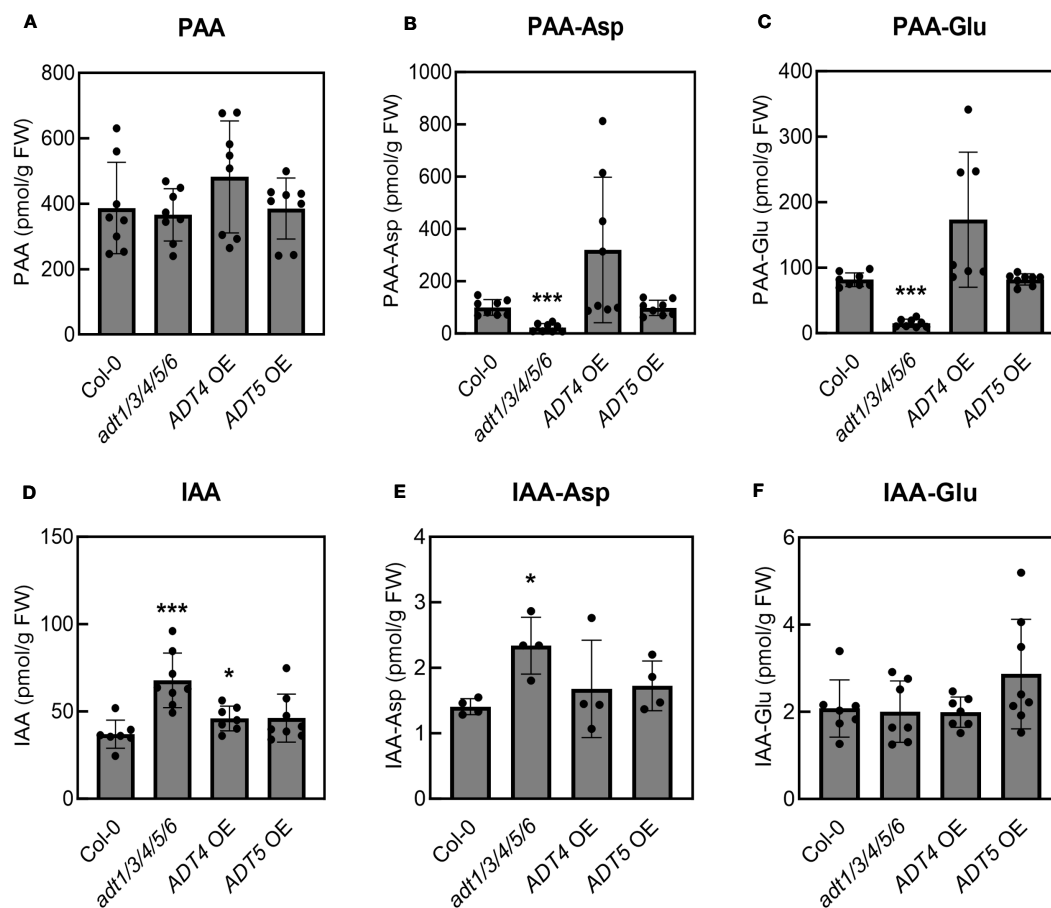 A PAA
PAA (pmol/g FW)
800
600
400
200
0
Col-0
adt1/3/4/5/6
ADT4 OE
ADT5 OE
B PAA-Asp
PAA-Asp (pmol/g FW)
1000
800
600
400
200
0
***
Col-0
adt1/3/4/5/6
ADT4 OE
ADT5 OE
C PAA-Glu
PAA-Glu (pmol/g FW)
400
300
200
100
0
***
Col-0
adt1/3/4/5/6
ADT4 OE
ADT5 OE
D IAA
IAA (pmol/g FW)
150
100
50
0
***
*
Col-0
adt1/3/4/5/6
ADT4 OE
ADT5 OE
E IAA-Asp
IAA-Asp (pmol/g FW)
4
3
2
1
0
*
Col-0
adt1/3/4/5/6
ADT4 OE
ADT5 OE
F IAA-Glu
IAA-Glu (pmol/g FW)
6
4
2
0
Col-0
adt1/3/4/5/6
ADT4 OE
ADT5 OE